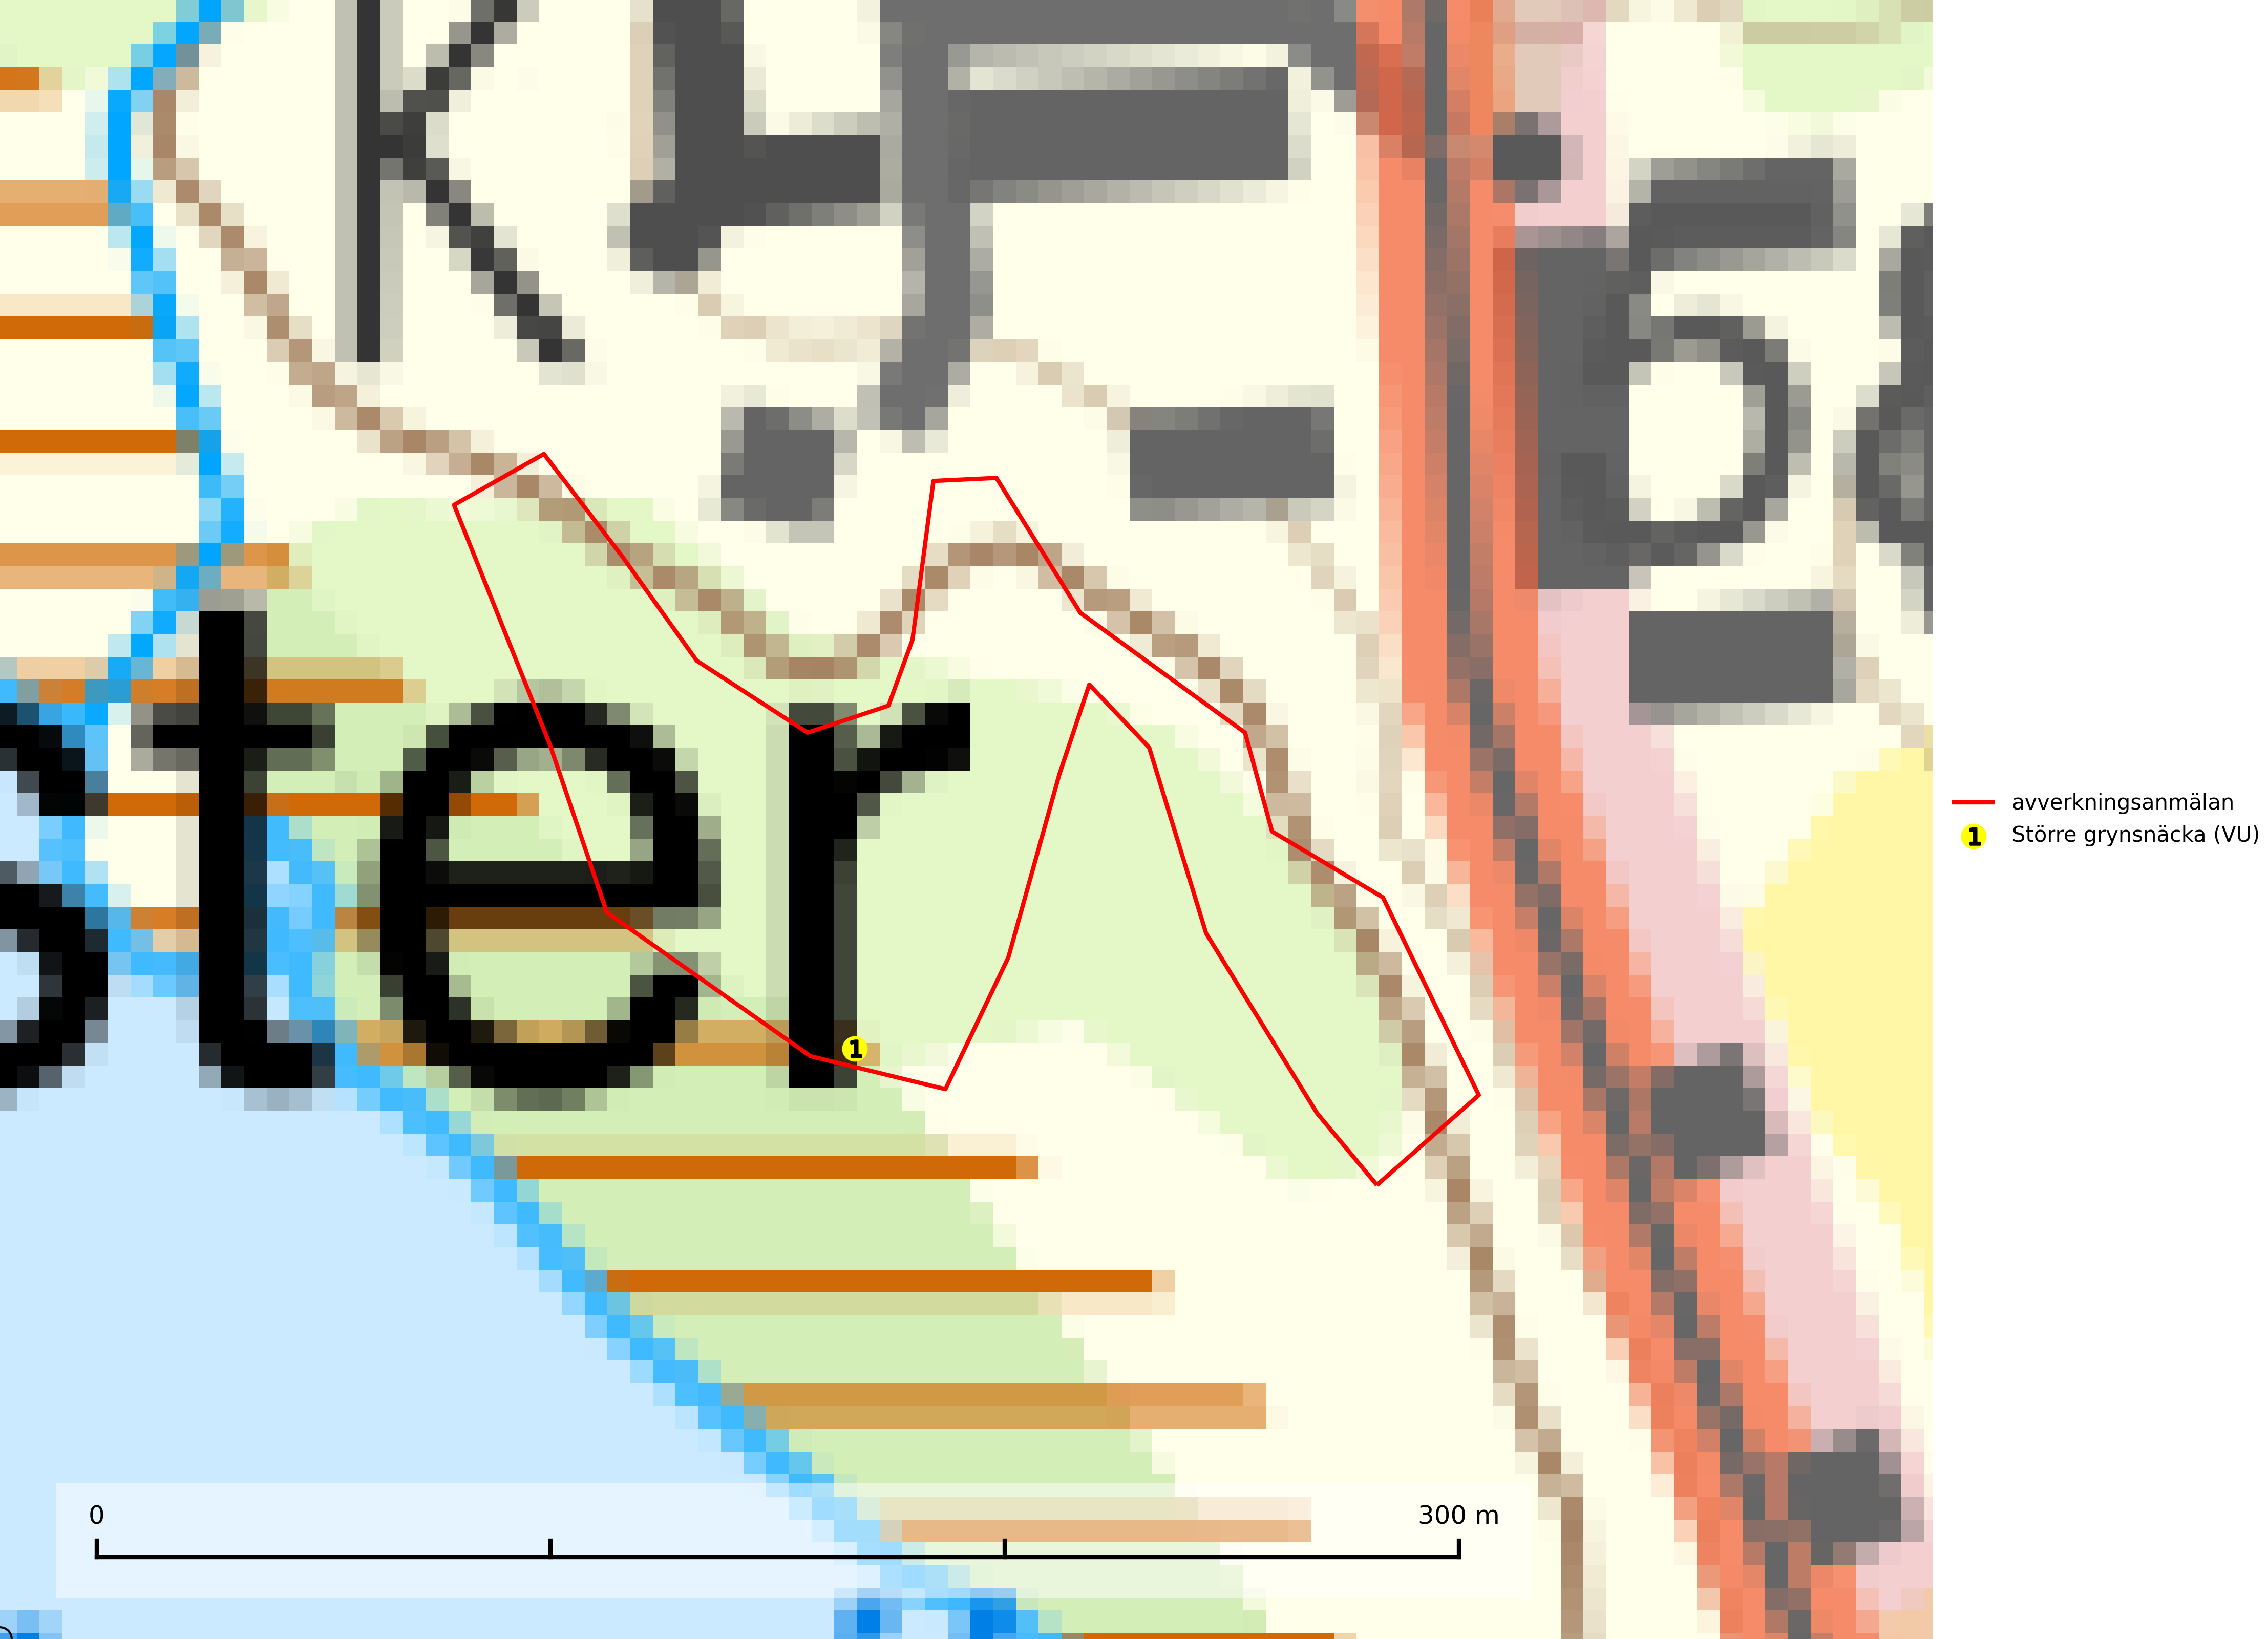 K
b
ster
1
avverkningsanmälan
1 Större grynsnäcka (VU)
0 300 m